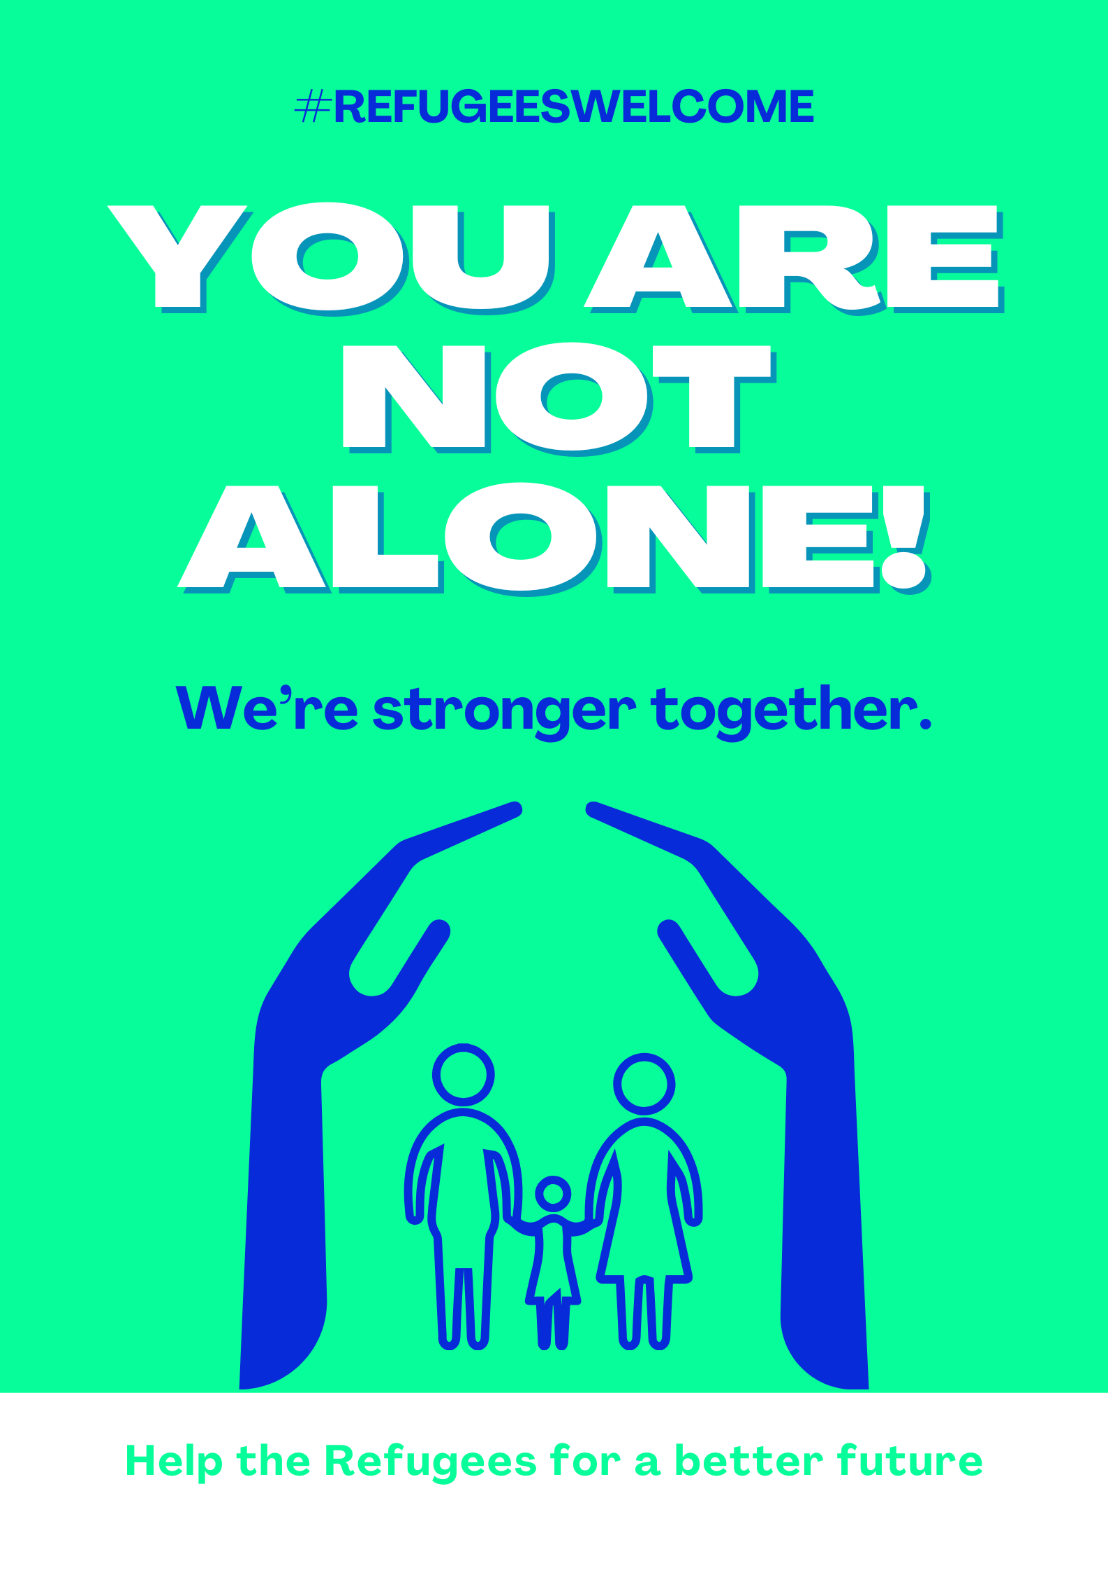 #REFUGEESWELCOME
YOU ARE
NOT
ALONE!
We’re stronger together.
Help the Refugees for a better future